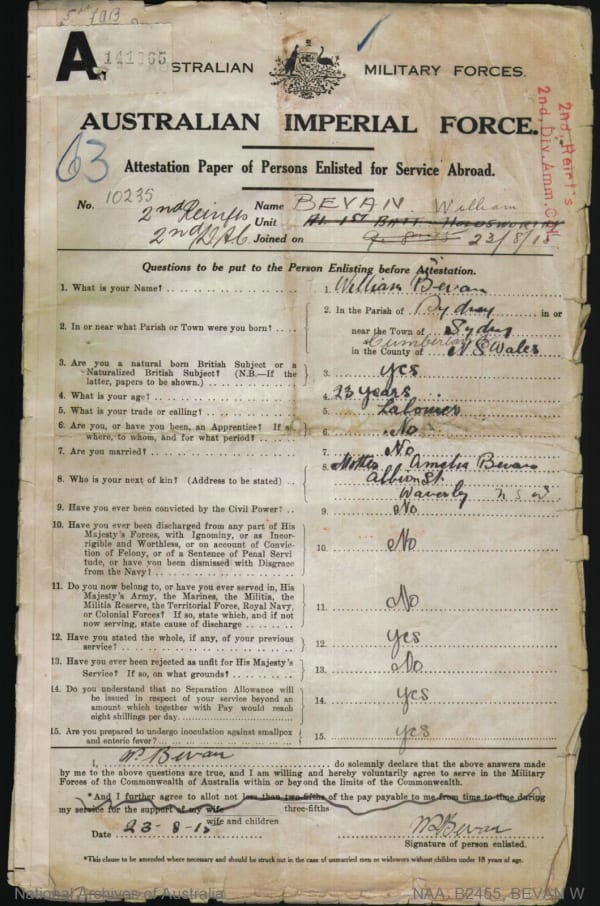 5th FAB
A. 141365
AUSTRALIAN MILITARY FORCES.
AUSTRALIAN IMPERIAL FORCE.
63
2nd. Reirt's
2nd. Div. Amm. Col
Attestation Paper of Persons Enlisted for Service Abroad.
No. 10235 Name BEVAN William
2nd Reinfts Unit A. 1st BATT HOLDSWORTHY
2nd DAC Joined on 23/8/15
Questions to be put to the Person Enlisting before Attestation.
1. What is your Name? 1. William Bevan
2. In or near what Parish or Town were you born? 2. In the Parish of Sydney in or
near the Town of Sydney
Cumberland
in the County of N S Wales
3. Are you a natural born British Subject or a
Naturalized British Subject? (N.B.—If the
latter, papers to be shown.) 3. yes
4. What is your age? 4. 23 years
5. What is your trade or calling? 5. Labourer
6. Are you, or have you been, an Apprentice? If so
where, to whom, and for what period? 6. No
7. Are you married? 7. No
8. Who is your next of kin? (Address to be stated) 8. Mother Amelia Bevan
Albion St
Waverly N S W
9. Have you ever been convicted by the Civil Power? 9. No
10. Have you ever been discharged from any part of His
Majesty's Forces, with Ignominy, or as Incor-
rigible and Worthless, or on account of Convic-
tion of Felony, or of a Sentence of Penal Servi
tude, or have you been dismissed with Disgrace
from the Navy? 10. No
11. Do you now belong to, or have you ever served in, His
Majesty's Army, the Marines, the Militia, the
Militia Reserve, the Territorial Force, Royal Navy,
or Colonial Forces? If so, state which, and if not
now serving, state cause of discharge 11. No
12. Have you stated the whole, if any, of your previous
service? 12. yes
13. Have you ever been rejected as unfit for His Majesty's
Service? If so, on what grounds? 13. No
14. Do you understand that no Separation Allowance will
be issued in respect of your service beyond an
amount which together with Pay would reach
eight shillings per day 14. yes
15. Are you prepared to undergo inoculation against smallpox
and enteric fever? 15. yes
I, W. Bevan do solemnly declare that the above answers made
by me to the above questions are true, and I am willing and hereby voluntarily agree to serve in the Military
Forces of the Commonwealth of Australia within or beyond the limits of the Commonwealth.
*And I further agree to allot not less than two-fifths of the pay payable to me from time to time during
three-fifths
my service for the support of my wife
wife and children
Date 23-8-15 W Bevan
Signature of person enlisted.
*This clause to be amended where necessary and should be struck out in the case of unmarried men or widowers without children under 18 years of age.
National Archives of Australia NAA: B2455, BEVAN W